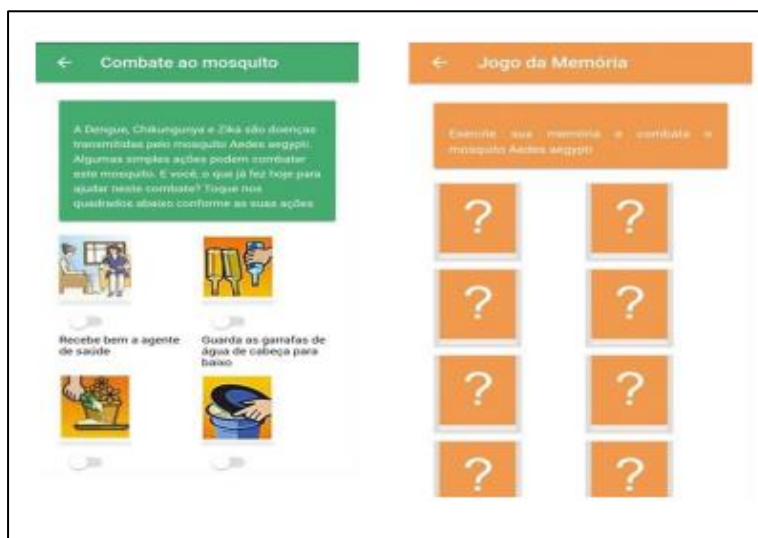 Combate ao mosquito
A Dengue, Chikungunya e Zika são doenças
transmitidas pelo mosquito Aedes aegypti.
Algumas simples ações podem combater
este mosquito. E você, o que já fez hoje para
ajudar neste combate? Toque nos
quadrados abaixo conforme as suas ações
Recebe bem a agente
de saúde
Guarda as garrafas de
água de cabeça para
baixo
Jogo da Memória
Exercite sua memória e combata o
mosquito Aedes aegypti
? ?
? ?
? ?
? ?